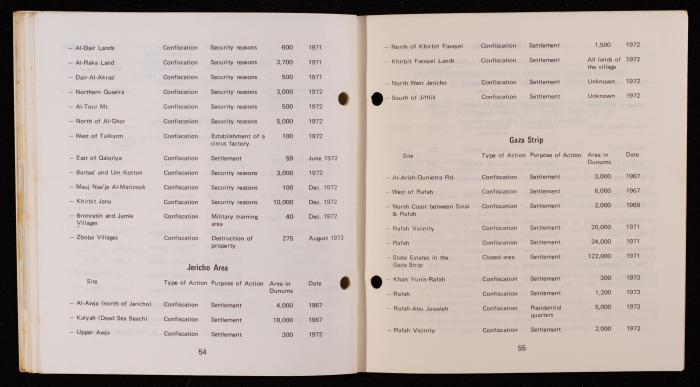 – Al-Dair Lands Confiscation Security reasons 600 1971
– Al-Raka Land Confiscation Security reasons 3,700 1971
– Dair-Al-Akraa' Confiscation Security reasons 500 1971
– Northern Quseira Confiscation Security reasons 3,000 1972
– Al-Tour Mt. Confiscation Security reasons 500 1972
– North of Al-Ghor Confiscation Security reasons 5,000 1972
– West of Tulkarm Confiscation Establishment of a 100 1972
citrus factory
– East of Qalqilya Confiscation Settlement 59 June 1972
– Bartaa' and Um Kotton Confiscation Security reasons 3,000 1972
– Mauj Naa'je Al-Matizouk Confiscation Security reasons 100 Dec. 1972
– Khirbit Jano Confiscation Security reasons 10,000 Dec. 1972
– Bronratin and Jamle Confiscation Military training 40 Dec. 1972
Villages area
– Zboba Villages Confiscation Destruction of 275 August 1973
property
Jericho Area
Site Type of Action Purpose of Action Area in Date
Dunums
– Al-Awja (north of Jericho) Confiscation Settlement 4,000 1967
– Kalyah (Dead Sea Beach) Confiscation Settlement 18,000 1967
– Upper Awja Confiscation Settlement 300 1972
54
– North of Khirbit Fasayel Confiscation Settlement 1,500 1972
– Khirbit Fasayel Lands Confiscation Settlement All lands of 1972
the village
– North West Jericho Confiscation Settlement Unknown 1972
– South of Jiftlik Confiscation Settlement Unknown 1972
Gaza Strip
Site Type of Action Purpose of Action Area in Date
Dunums
– Al-Arish-Qunietra Rd. Confiscation Settlement 3,000 1967
– West of Rafah Confiscation Settlement 6,000 1967
– North Coast between Sinai Confiscation Settlement 2,000 1969
& Rafah
– Rafah Vicinity Confiscation Settlement 20,000 1971
– Rafah Confiscation Settlement 24,000 1971
– State Estates in the Closed area Settlement 122,000 1971
Gaza Strip
– Khan Yunis-Rafah Confiscation Settlement 300 1973
– Rafah Confiscation Settlement 1,200 1973
– Rafah-Abu Jawaleh Confiscation Residential 5,000 1973
quarters
– Rafah Vicinity Confiscation Settlement 2,000 1973
55